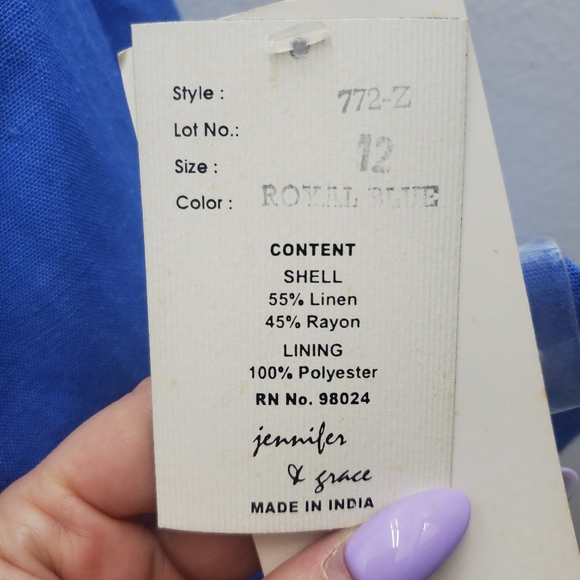 Style : 772-Z
Lot No.:
Size : 12
Color : ROYAL BLUE
CONTENT
SHELL
55% Linen
45% Rayon
LINING
100% Polyester
RN No. 98024
jennifer
& grace
MADE IN INDIA